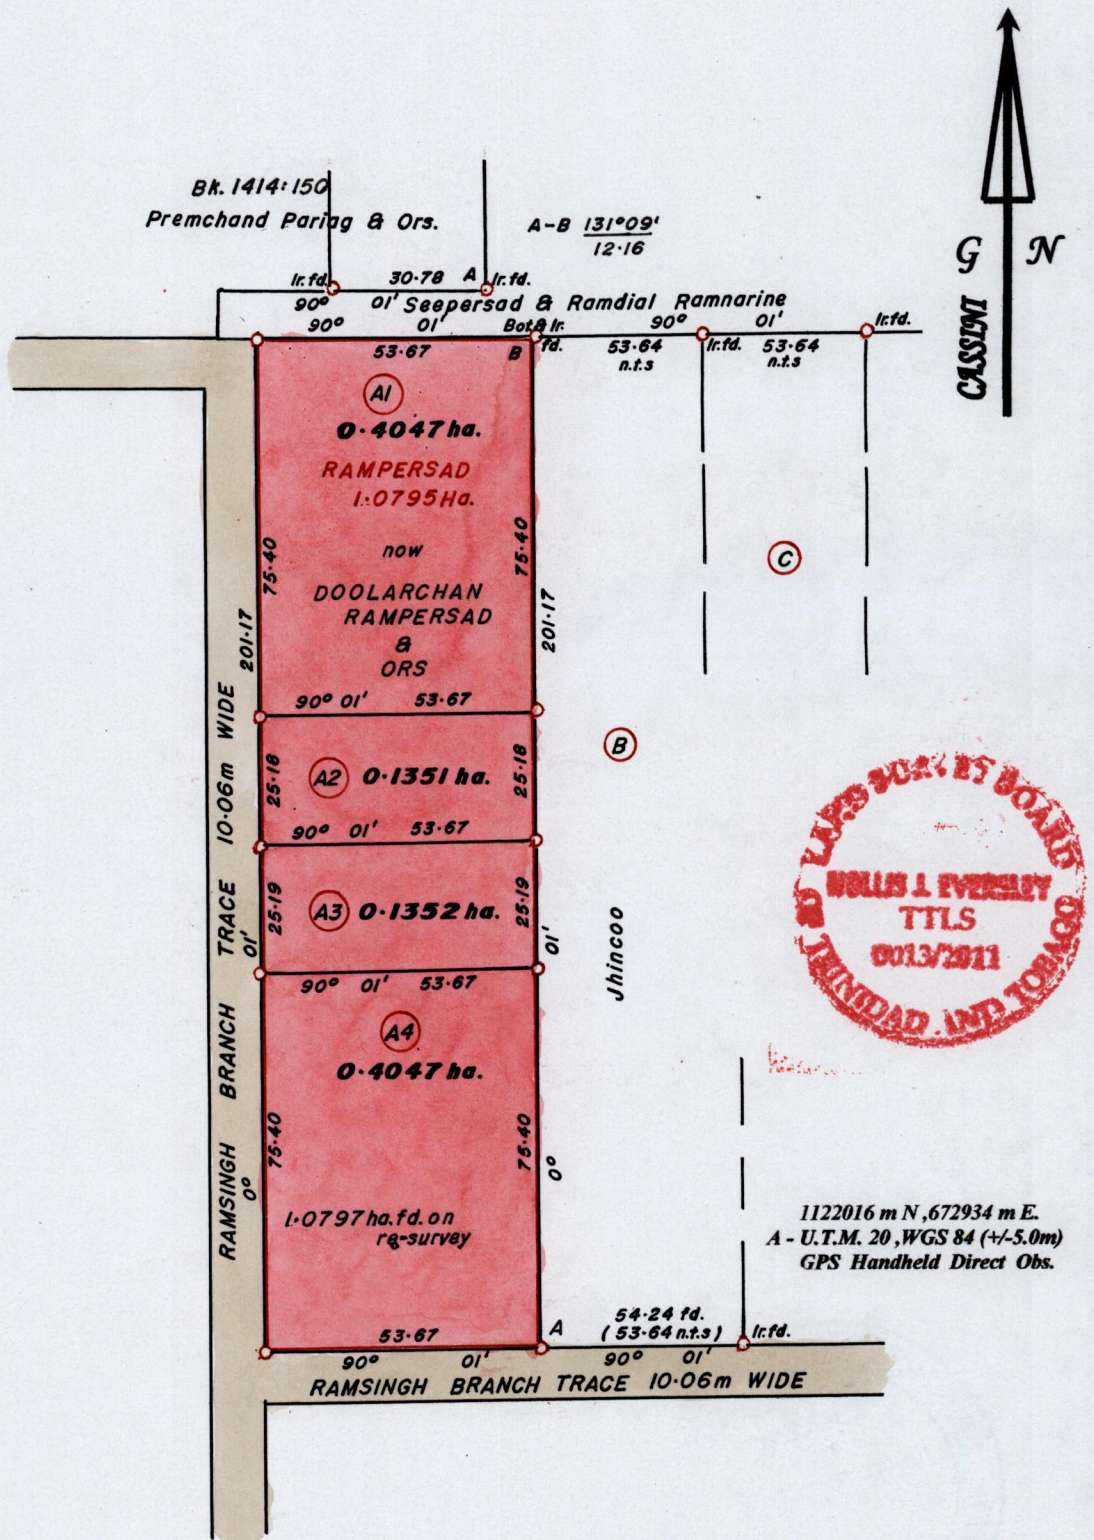 G N
CASSINI
Bk. 1414:150
Premchand Pariag & Ors.
A-B 131°09'
12·16
Ir. fd. 30·78 A Ir. fd.
90° 01' Seepersad & Ramdial Ramnarine
90° 01' Bot & Ir. fd. 90° 01' Ir. fd.
53·67 B 53·64 n.t.s Ir. fd. 53·64 n.t.s
A1
0·4047 ha.
RAMPERSAD
1·0795 Ha.
now
DOOLARCHAN
RAMPERSAD
&
ORS
75·40
75·40
201·17
201·17
C
90° 01' 53·67
A2 0·1351 ha.
25·18
25·18
B
90° 01' 53·67
A3 0·1352 ha.
25·19
25·19
01'
01'
Jhincoo
90° 01' 53·67
A4
0·4047 ha.
75·40
75·40
0°
0°
1·0797 ha. fd. on
re-survey
RAMSINGH BRANCH TRACE 10·06m WIDE
LAND SURVEY BOARD
HOLLIS J. EVERSLEY
TTLS
0013/2011
TRINIDAD AND TOBAGO
1122016 m N ,672934 m E.
A - U.T.M. 20 ,WGS 84 (+/-5.0m)
GPS Handheld Direct Obs.
54·24 fd.
53·67 A (53·64 n.t.s) Ir. fd.
90° 01' 90° 01'
RAMSINGH BRANCH TRACE 10·06m WIDE